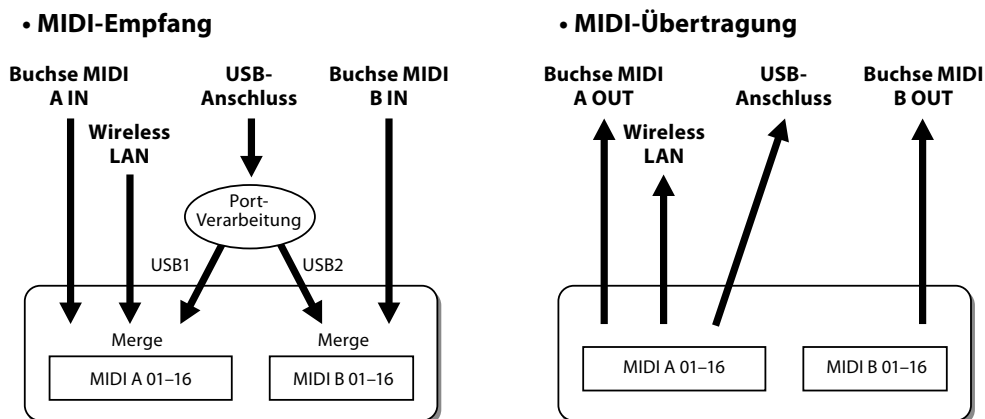 • MIDI-Empfang
Buchse MIDI
A IN
USB-
Anschluss
Buchse MIDI
B IN
Wireless
LAN
Port-
Verarbeitung
USB1
USB2
Merge
Merge
MIDI A 01–16
MIDI B 01–16
• MIDI-Übertragung
Buchse MIDI
A OUT
USB-
Anschluss
Buchse MIDI
B OUT
Wireless
LAN
MIDI A 01–16
MIDI B 01–16